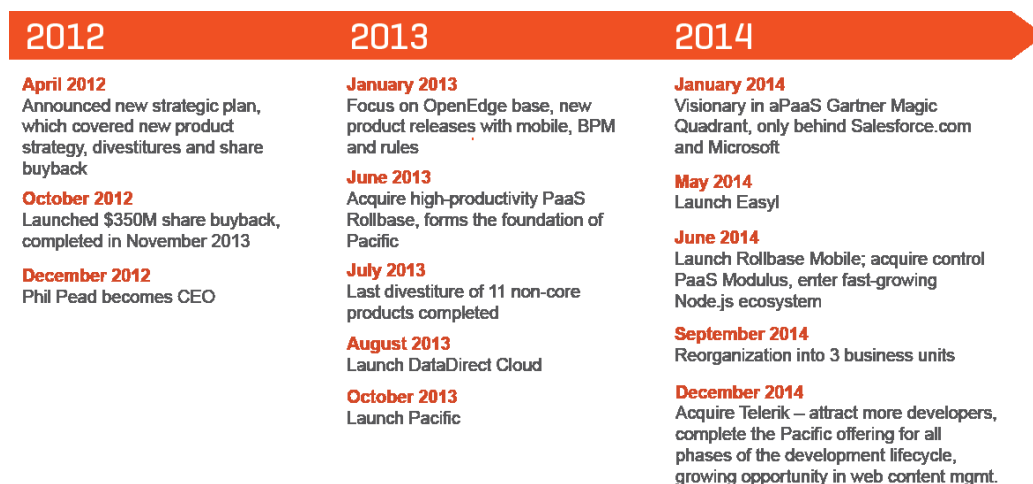 2012
April 2012
Announced new strategic plan,
which covered new product
strategy, divestitures and share
buyback
October 2012
Launched $350M share buyback,
completed in November 2013
December 2012
Phil Pead becomes CEO
2013
January 2013
Focus on OpenEdge base, new
product releases with mobile, BPM
and rules
June 2013
Acquire high-productivity PaaS
Rollbase, forms the foundation of
Pacific
July 2013
Last divestiture of 11 non-core
products completed
August 2013
Launch DataDirect Cloud
October 2013
Launch Pacific
2014
January 2014
Visionary in aPaaS Gartner Magic
Quadrant, only behind Salesforce.com
and Microsoft
May 2014
Launch Easyl
June 2014
Launch Rollbase Mobile; acquire control
PaaS Modulus, enter fast-growing
Node.js ecosystem
September 2014
Reorganization into 3 business units
December 2014
Acquire Telerik – attract more developers,
complete the Pacific offering for all
phases of the development lifecycle,
growing opportunity in web content mgmt.